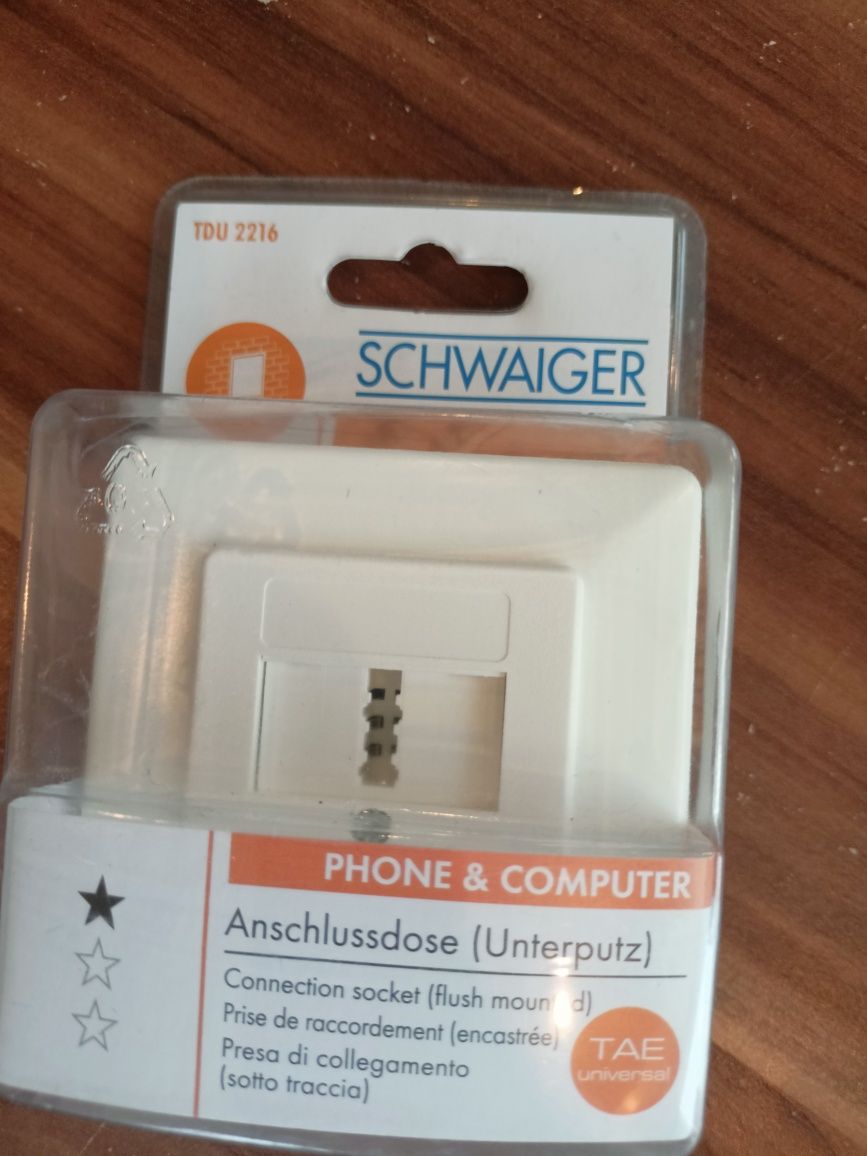 TDU 2216
SCHWAIGER
PHONE & COMPUTER
Anschlussdose (Unterputz)
Connection socket (flush mounted)
Prise de raccordement (encastrée)
Presa di collegamento
(sotto traccia)
TAE
universal